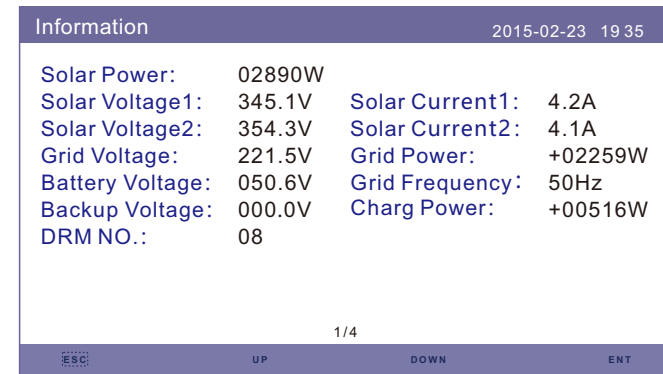 Information 2015-02-23 19 35
Solar Power: 02890W
Solar Voltage1: 345.1V Solar Current1: 4.2A
Solar Voltage2: 354.3V Solar Current2: 4.1A
Grid Voltage: 221.5V Grid Power: +02259W
Battery Voltage: 050.6V Grid Frequency: 50Hz
Backup Voltage: 000.0V Charg Power: +00516W
DRM NO.: 08
1/4
ESC UP DOWN ENT